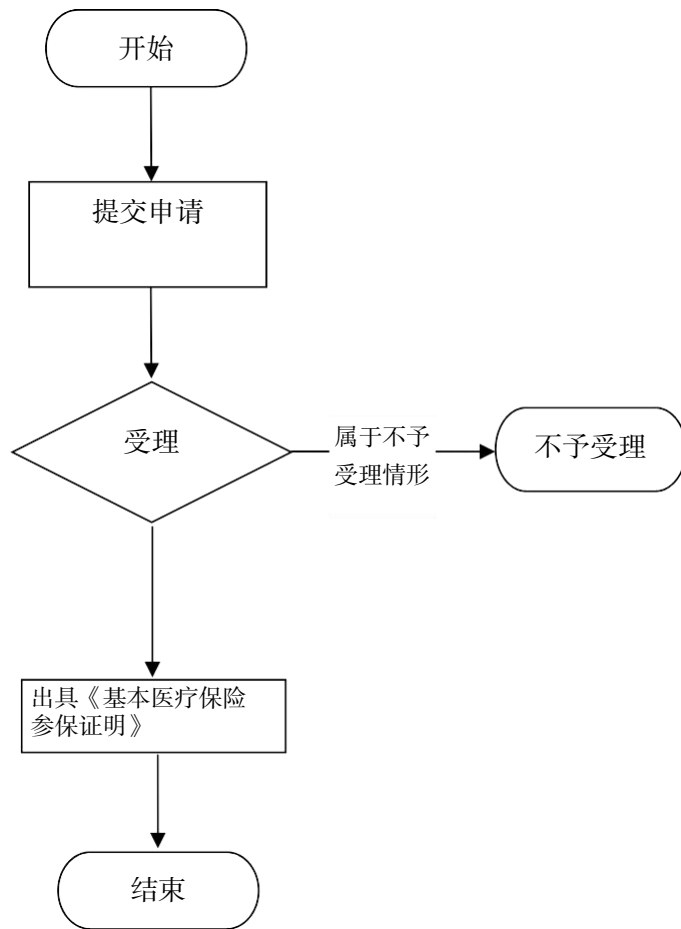 开始
提交申请
受理
属于不予
受理情形
不予受理
出具《基本医疗保险
参保证明》
结束